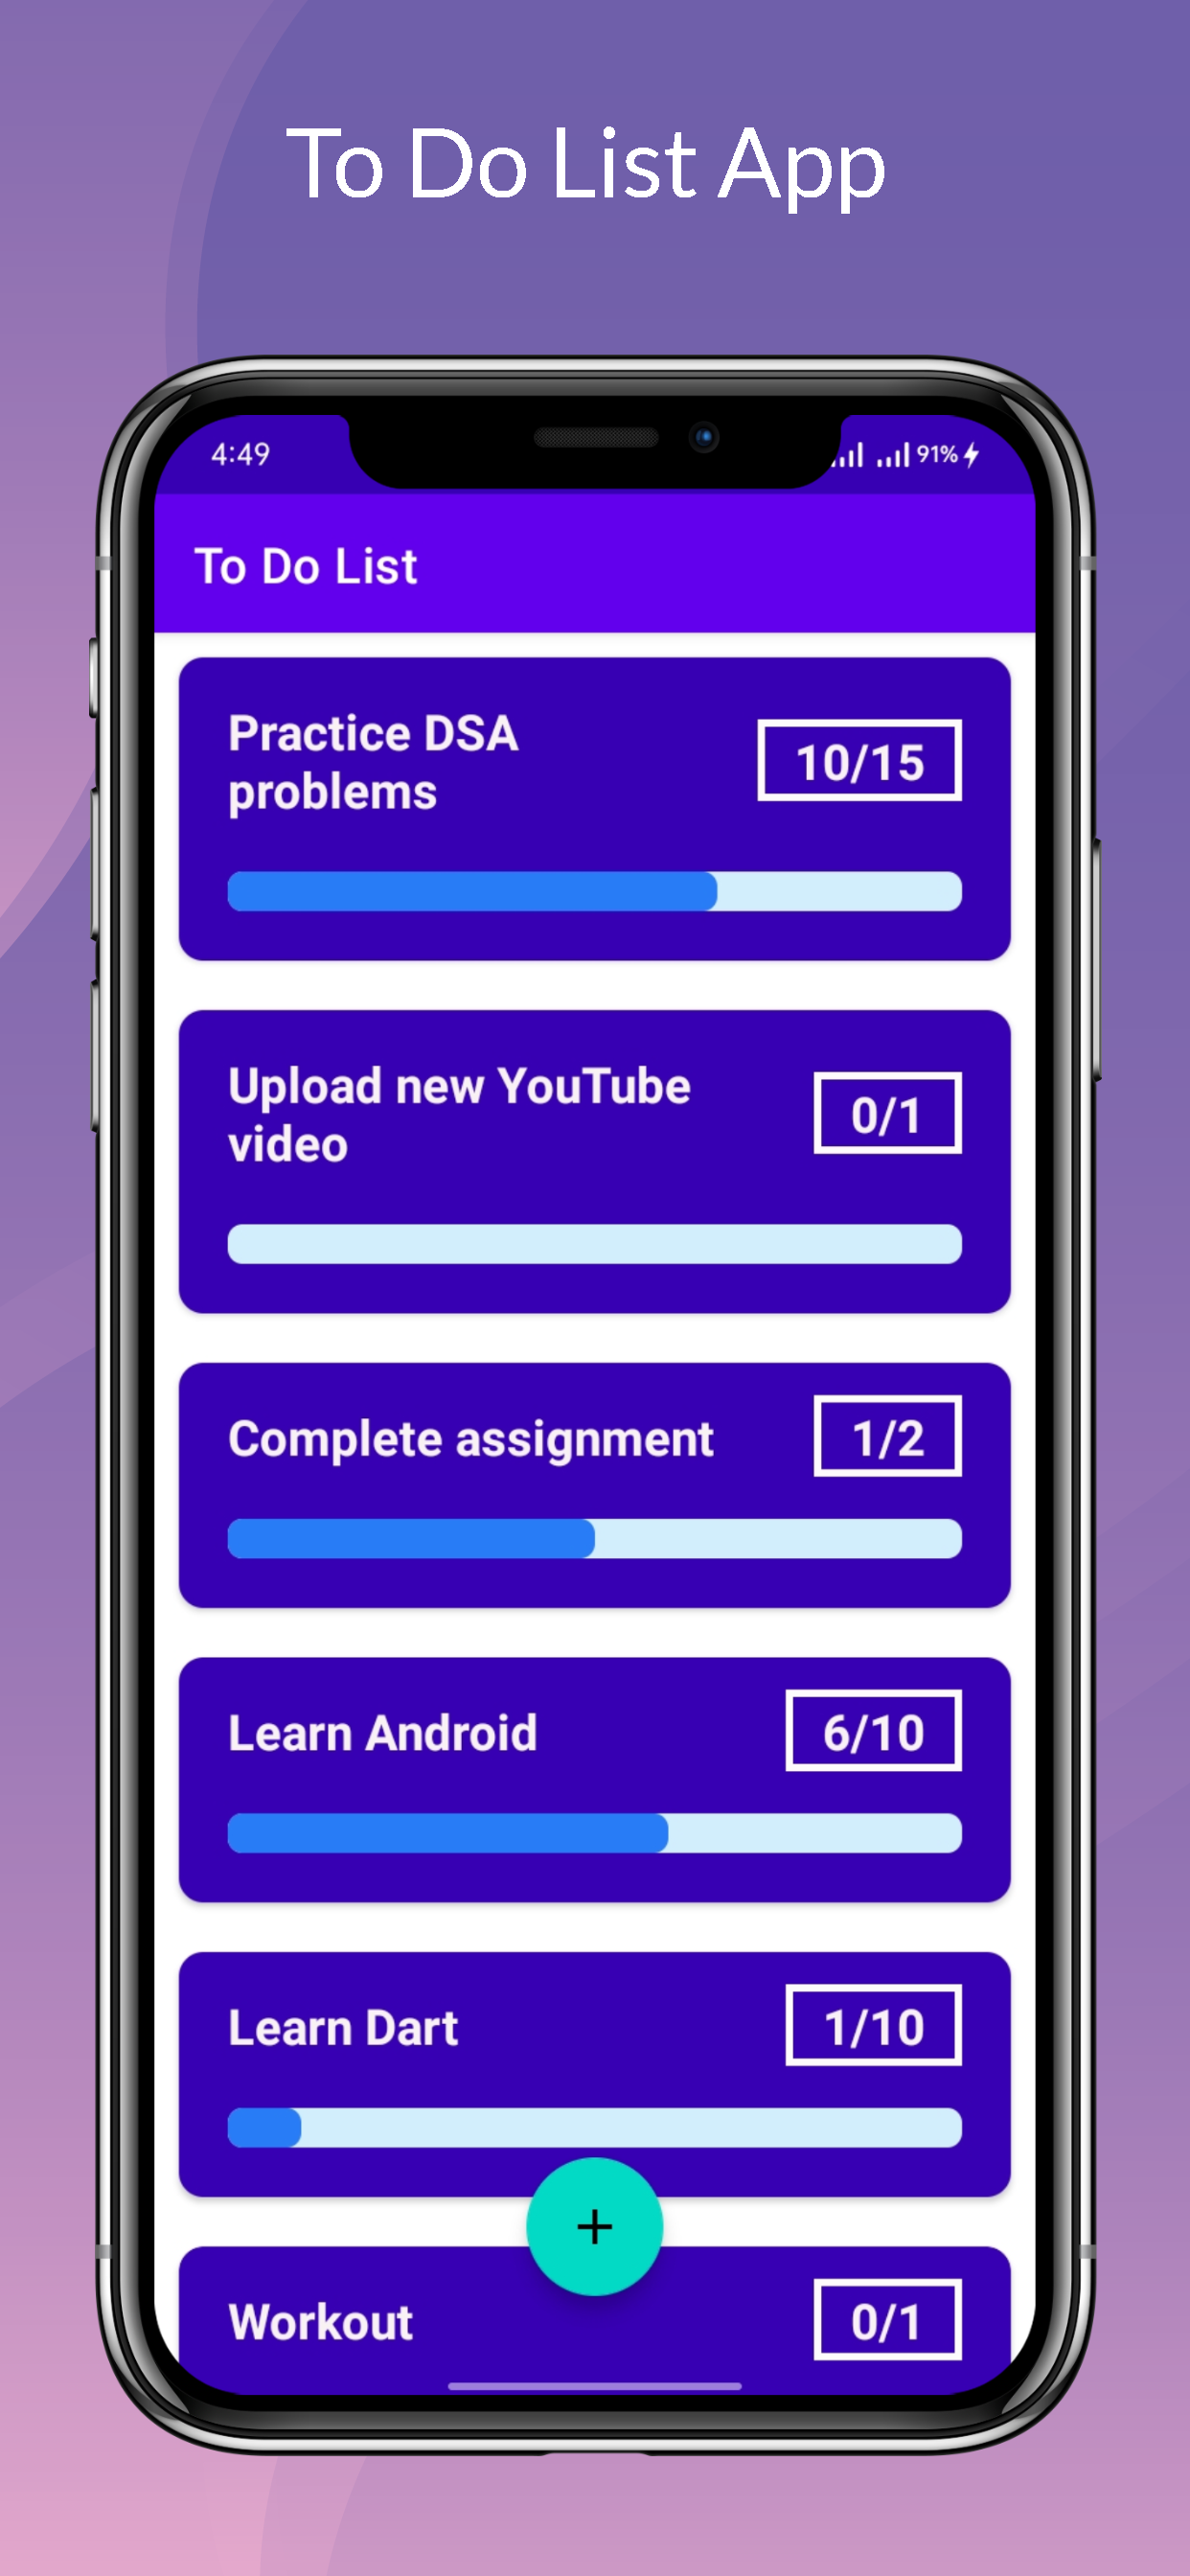 To Do List App
4:49
91%
To Do List
Practice DSA
problems
10/15
Upload new YouTube
video
0/1
Complete assignment
1/2
Learn Android
6/10
Learn Dart
1/10
+
Workout
0/1